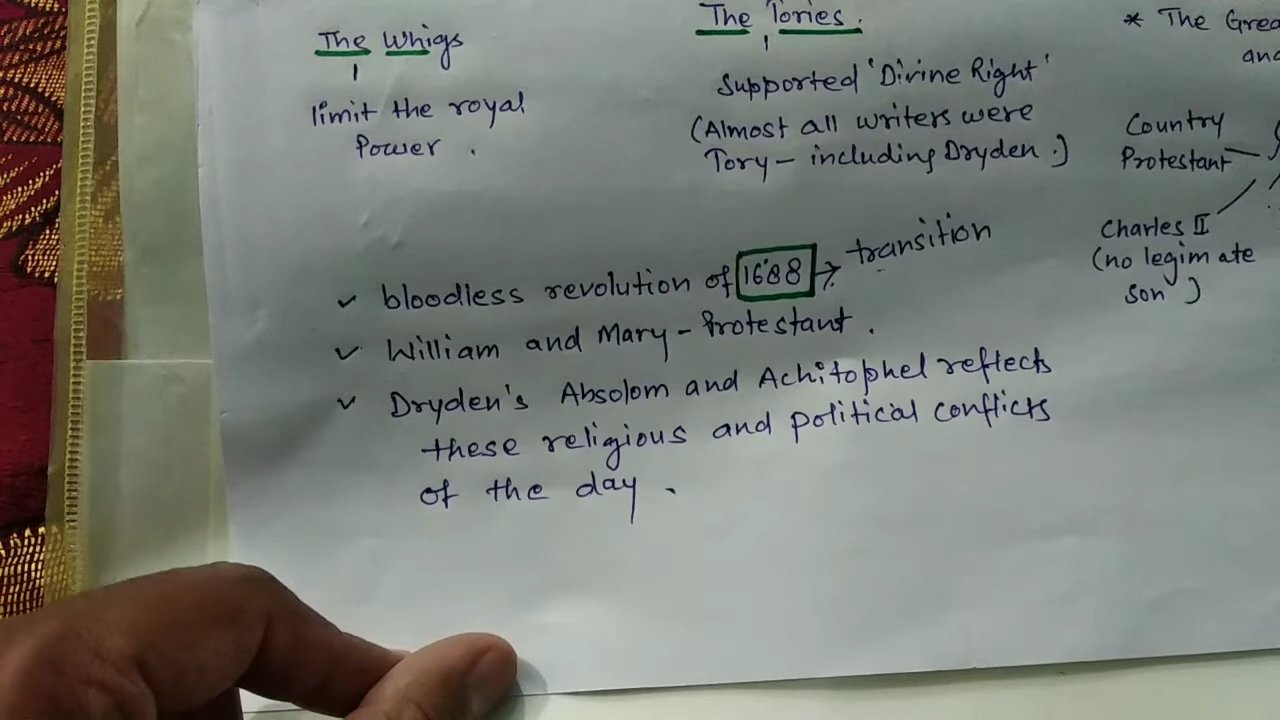 The Whigs
limit the royal
Power .
The Tories .
Supported 'Divine Right'
(Almost all writers were
Tory - including Dryden .)
* The Grea
and
Country
Protestant
Charles II
(no legimate
son )
✓ bloodless revolution of 1688 → transition
✓ William and Mary - Protestant .
✓ Dryden's Absolom and Achitophel reflects
these religious and political conflicts
of the day .